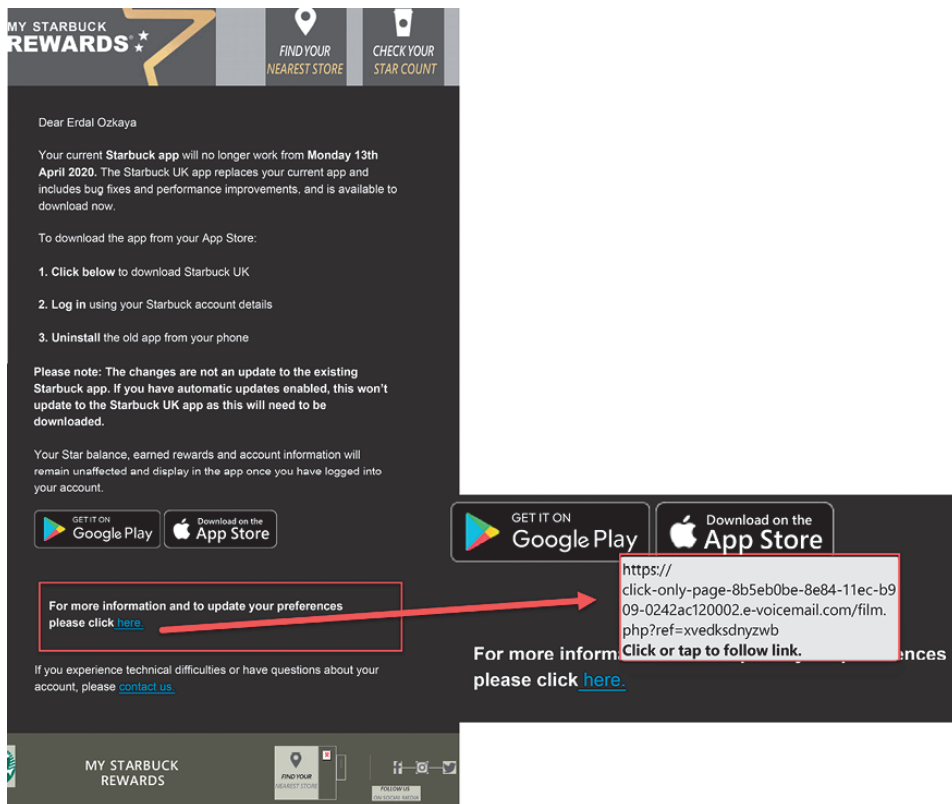 MY STARBUCK
REWARDS
FIND YOUR
NEAREST STORE
CHECK YOUR
STAR COUNT
Dear Erdal Ozkaya
Your current Starbuck app will no longer work from Monday 13th
April 2020. The Starbuck UK app replaces your current app and
includes bug fixes and performance improvements, and is available to
download now.
To download the app from your App Store:
1. Click below to download Starbuck UK
2. Log in using your Starbuck account details
3. Uninstall the old app from your phone
Please note: The changes are not an update to the existing
Starbuck app. If you have automatic updates enabled, this won't
update to the Starbuck UK app as this will need to be
downloaded.
Your Star balance, earned rewards and account information will
remain unaffected and display in the app once you have logged into
your account.
GET IT ON
Google Play
Download on the
App Store
For more information and to update your preferences
please click here.
If you experience technical difficulties or have questions about your
account, please contact us.
MY STARBUCK
REWARDS
FIND YOUR
NEAREST STORE
FOLLOW US
ON SOCIAL MEDIA
GET IT ON
Google Play
Download on the
App Store
https://
click-only-page-8b5eb0be-8e84-11ec-b9
09-0242ac120002.e-voicemail.com/film.
php?ref=xvedksdnyzwb
Click or tap to follow link.
For more inform ences
please click here.